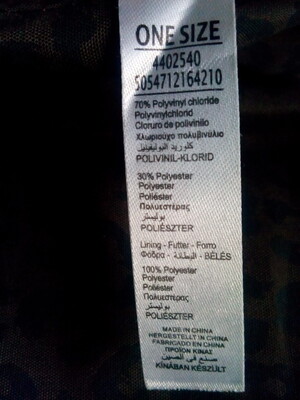 ONE SIZE
4402540
5054712164210
70% Polyvinyl chloride
Polyvinylchlorid
Cloruro de polivinilo
Χλωριούχο πολυβινύλιο
كلوريد البوليفينيل
POLIVINIL-KLORID
30% Polyester
Polyester
Poliéster
Πολυεστέρας
بوليستر
POLIÉSZTER
Lining - Futter - Forro
Φόδρα - البطانة - BÉLÉS
100% Polyester
Polyester
Poliéster
Πολυεστέρας
بوليستر
POLIÉSZTER
MADE IN CHINA
HERGESTELLT IN CHINA
FABRICADO EN CHINA
ΠΡΟΪΟΝ ΚΙΝΑΣ
صنع في الصين
KÍNÁBAN KÉSZÜLT